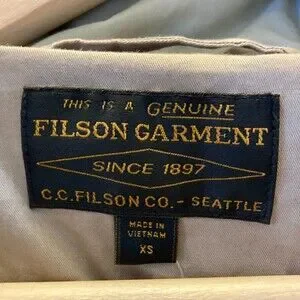 THIS IS A GENUINE
FILSON GARMENT
SINCE 1897
C.C. FILSON CO. - SEATTLE
MADE IN
VIETNAM
XS